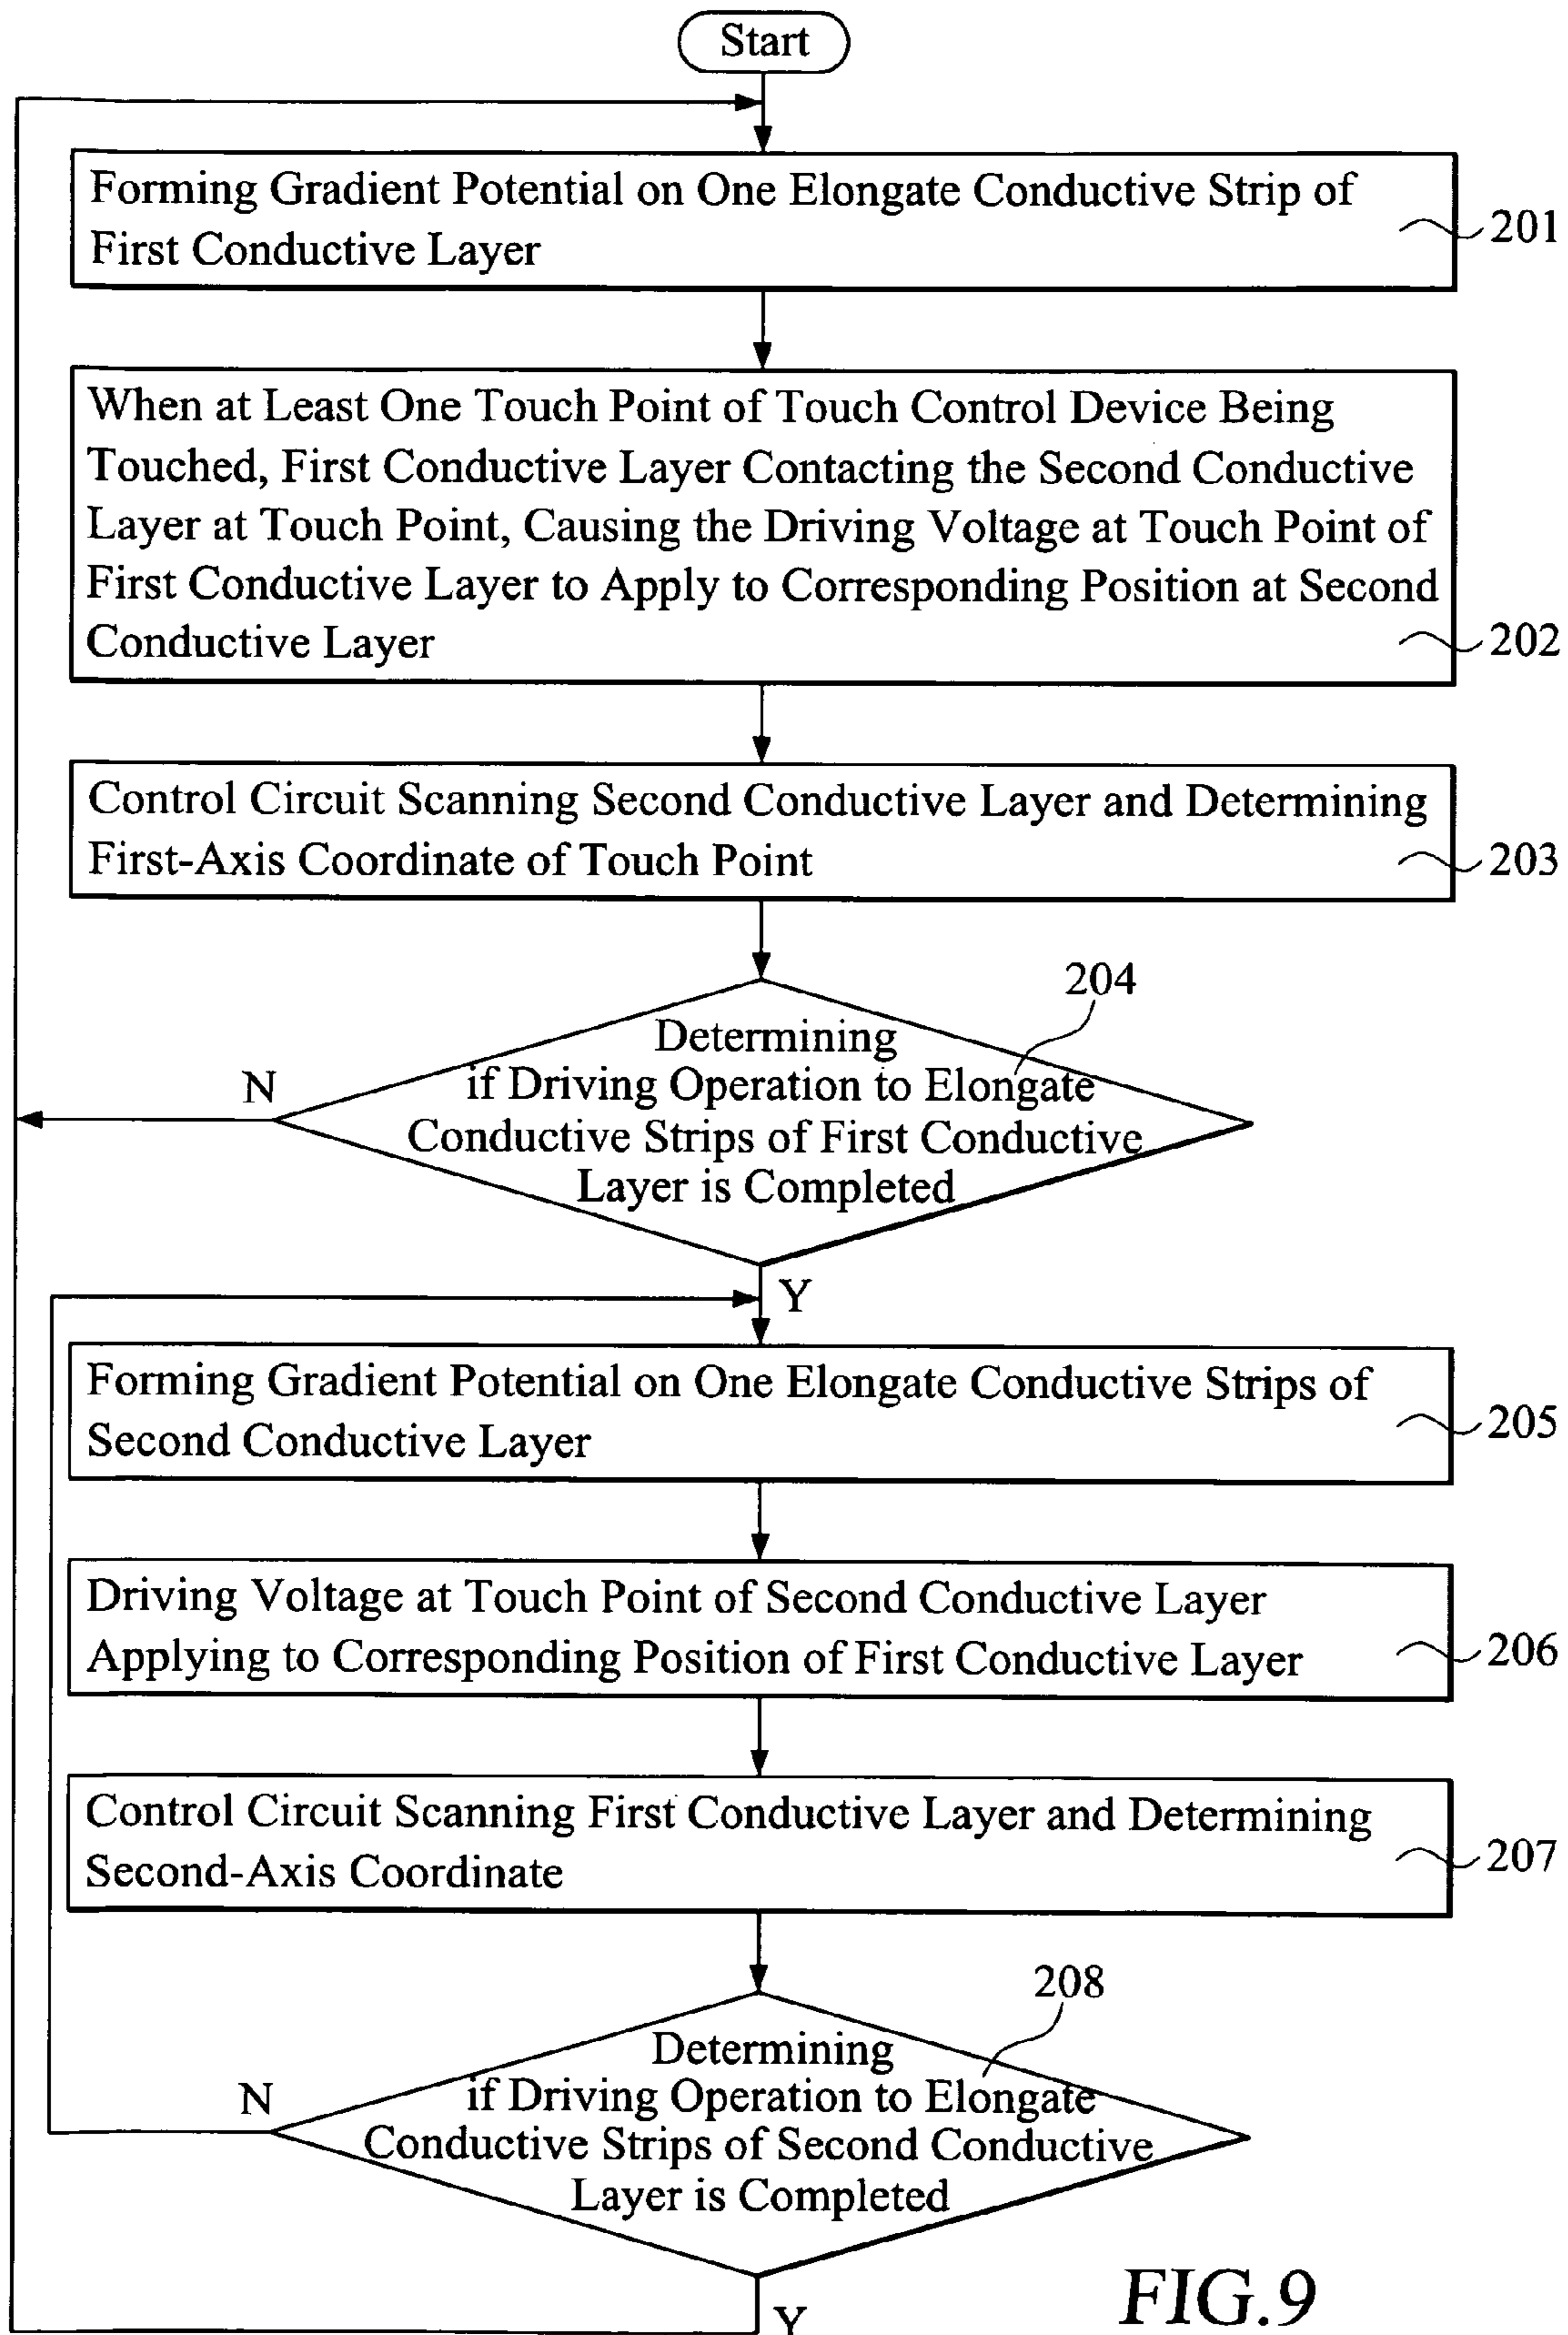 Start
Forming Gradient Potential on One Elongate Conductive Strip of
First Conductive Layer
201
When at Least One Touch Point of Touch Control Device Being
Touched, First Conductive Layer Contacting the Second Conductive
Layer at Touch Point, Causing the Driving Voltage at Touch Point of
First Conductive Layer to Apply to Corresponding Position at Second
Conductive Layer
202
Control Circuit Scanning Second Conductive Layer and Determining
First-Axis Coordinate of Touch Point
203
204
Determining
if Driving Operation to Elongate
Conductive Strips of First Conductive
Layer is Completed
N
Y
Forming Gradient Potential on One Elongate Conductive Strips of
Second Conductive Layer
205
Driving Voltage at Touch Point of Second Conductive Layer
Applying to Corresponding Position of First Conductive Layer
206
Control Circuit Scanning First Conductive Layer and Determining
Second-Axis Coordinate
207
208
Determining
if Driving Operation to Elongate
Conductive Strips of Second Conductive
Layer is Completed
N
Y
FIG.9